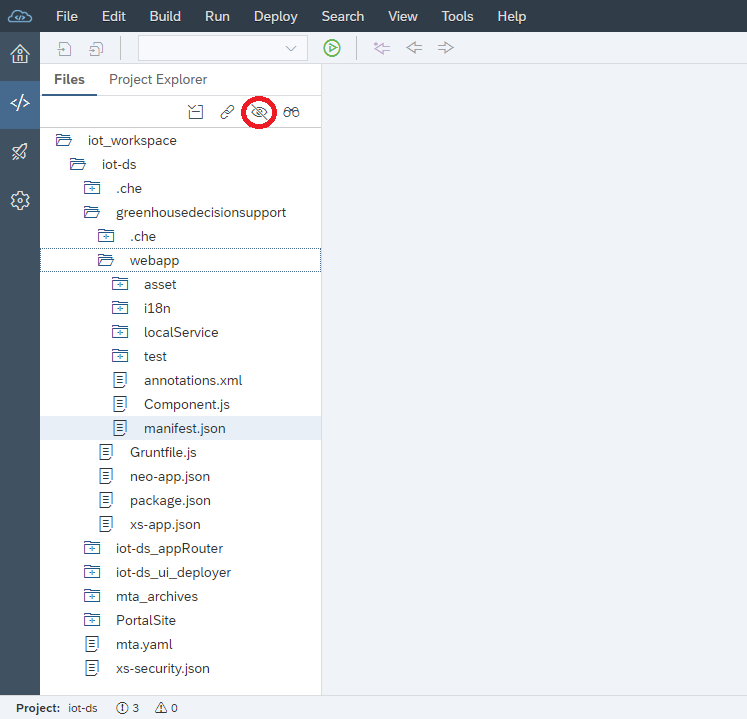 File Edit Build Run Deploy Search View Tools Help
Files Project Explorer
iot_workspace
iot-ds
.che
greenhousedecisionsupport
.che
webapp
asset
i18n
localService
test
annotations.xml
Component.js
manifest.json
Gruntfile.js
neo-app.json
package.json
xs-app.json
iot-ds_appRouter
iot-ds_ui_deployer
mta_archives
PortalSite
mta.yaml
xs-security.json
Project: iot-ds 3 0